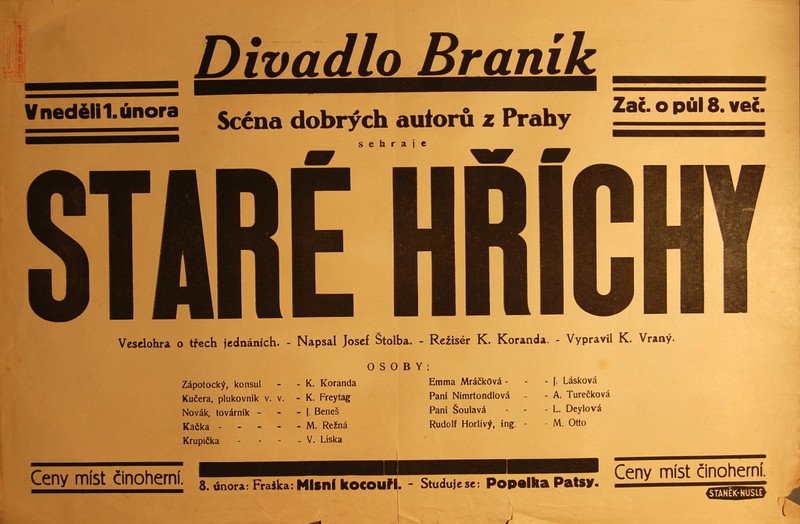 Divadlo Braník
V neděli 1. února
Scéna dobrých autorů z Prahy
Zač. o půl 8. več.
sehraje
STARÉ HŘÍCHY
Veselohra o třech jednáních. - Napsal Josef Štolba. - Režisér K. Koranda. - Vypravil K. Vraný.
OSOBY:
Zápotocký, konsul - - K. Koranda
Kučera, plukovník v. v. - K. Freytag
Novák, továrník - - - J. Beneš
Kačka - - - - - M. Režná
Krupička - - - - V. Liska
Emma Mráčková - - - J. Lásková
Paní Nimrtondlová - - A. Turečková
Paní Šoulavá - - - L. Deylová
Rudolf Horlivý, ing. - - M. Otto
Ceny míst činoherní.
8. února: Fraška: Misní kocouři. - Studuje se: Popelka Patsy.
Ceny míst činoherní.
STANĚK-NUSLE